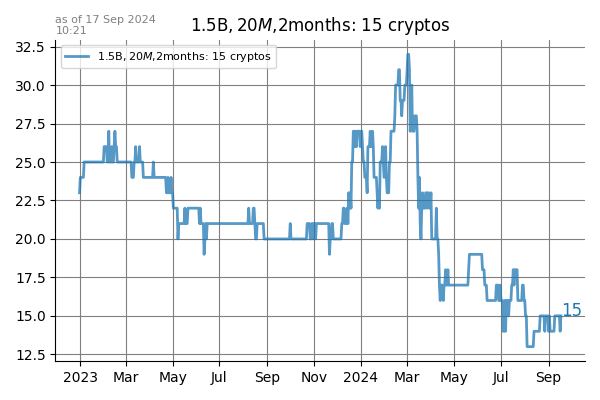 as of 17 Sep 2024
10:21
1.5B, 20M,2months: 15 cryptos
1.5B, 20M,2months: 15 cryptos
32.5
30.0
27.5
25.0
22.5
20.0
17.5
15.0
12.5
15
2023 Mar May Jul Sep Nov 2024 Mar May Jul Sep